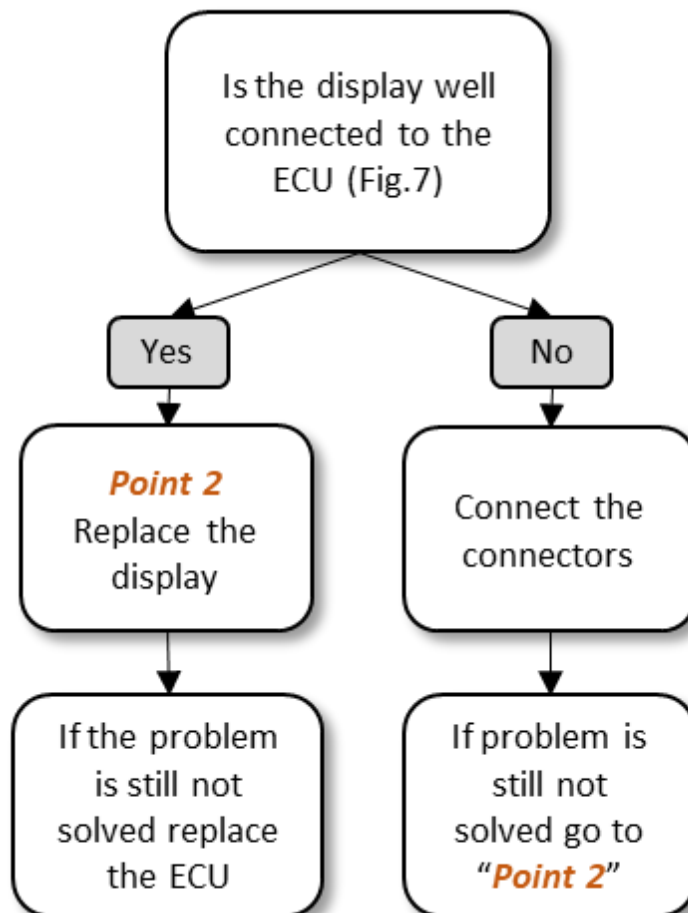 Is the display well
connected to the
ECU (Fig.7)
Yes
No
Point 2
Replace the
display
Connect the
connectors
If the problem
is still not
solved replace
the ECU
If problem is
still not
solved go to
“Point 2”